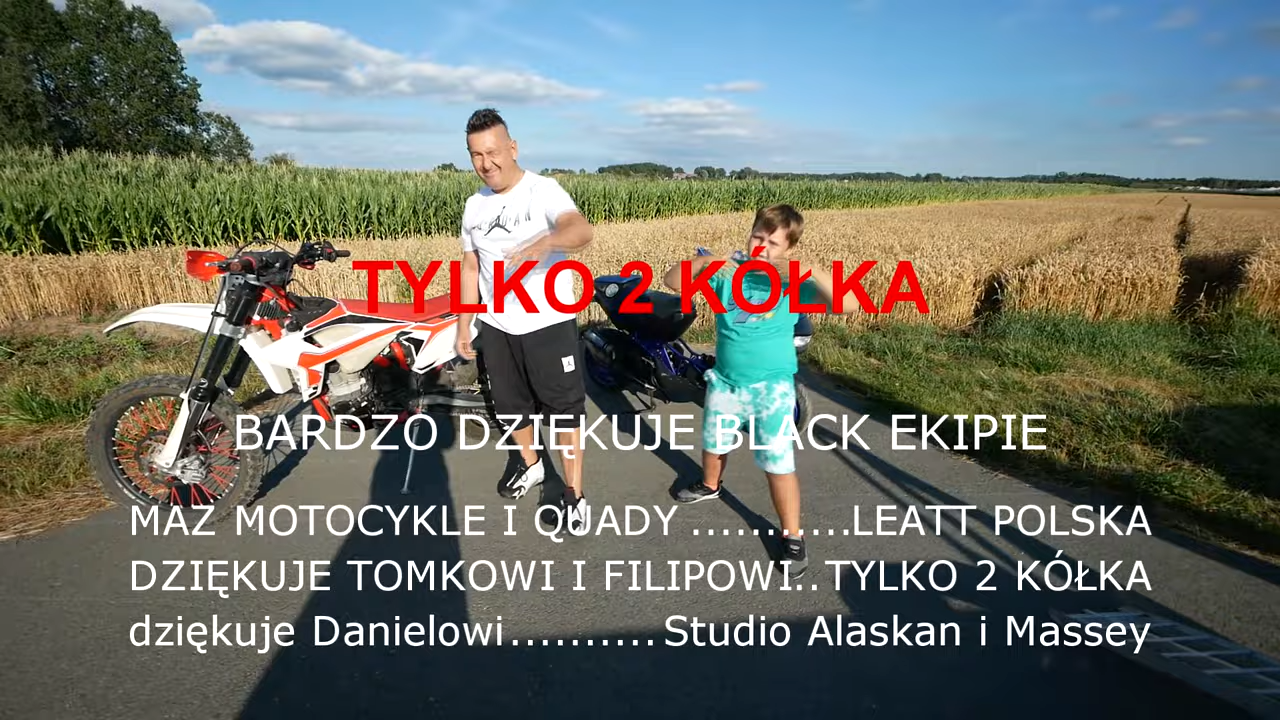 TYLKO 2 KÓŁKA
BARDZO DZIĘKUJE BLACK EKIPIE
MAZ MOTOCYKLE I QUADY ...........LEATT POLSKA
DZIĘKUJE TOMKOWI I FILIPOWI..TYLKO 2 KÓŁKA
dziękuje Danielowi..........Studio Alaskan i Massey